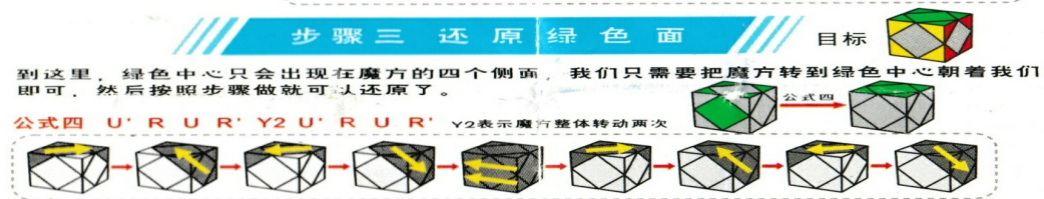 步骤三 还原绿色面
目标
到这里，绿色中心只会出现在魔方的四个侧面，我们只需要把魔方转到绿色中心朝着我们
即可，然后按照步骤做就可以还原了。
公式四
公式四 U' R U R' Y2 U' R U R' Y2表示魔方整体转动两次